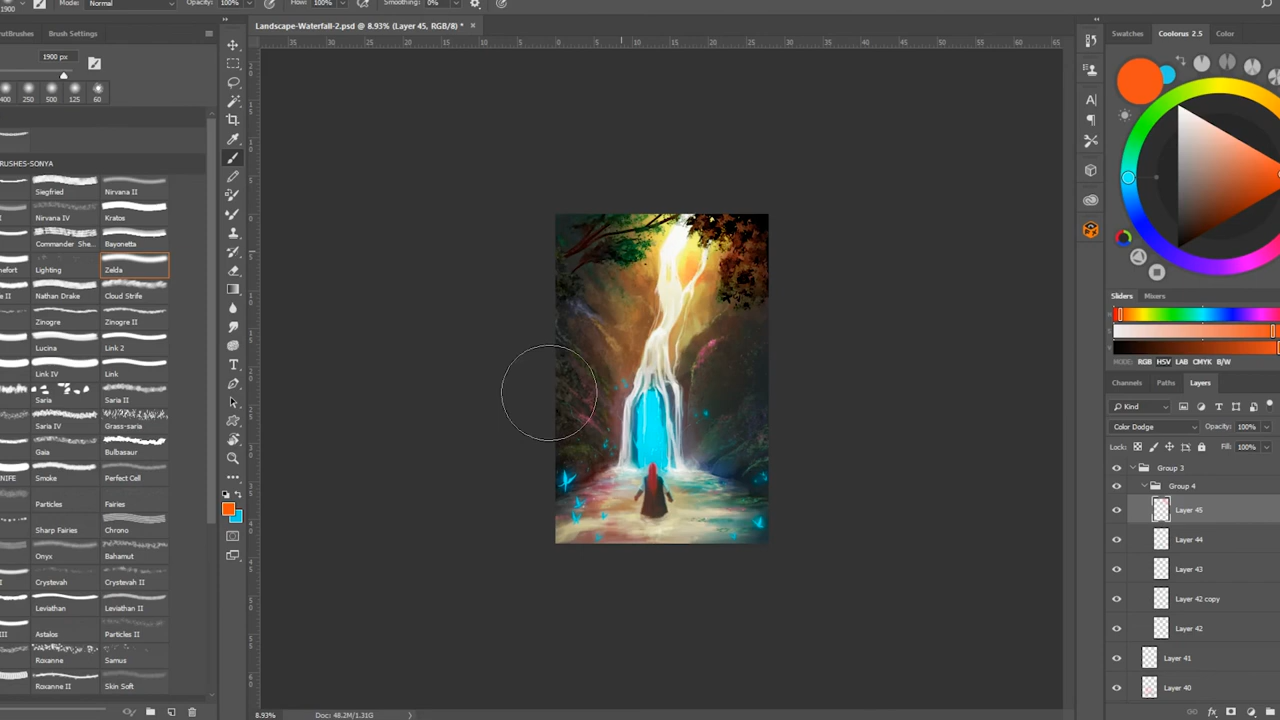 1900 Mode: Normal Opacity: 100% Flow: 100% Smoothing: 0%
Brush Settings
Landscape-Waterfall-2.psd @ 8.93% (Layer 45, RGB/8) *
Swatches Coolorus 2.5 Color
1900 px
400 250 500 125 60
RUSHES-SONYA
Siegfried Nirvana II
Nirvana IV Kratos
Commander She... Bayonetta
Lighting Zelda
Nathan Drake Cloud Strife
Zinogre Zinogre II
Lucina Link 2
Link IV Link
Saria Saria II
Saria IV Grass-saria
Gaia Bulbasaur
Smoke Perfect Cell
Particles Fairies
Sharp Fairies Chrono
Onyx Bahamut
Crystevah Crystevah II
Leviathan Leviathan II
Astalos Particles II
Roxanne Samus
Roxanne II Skin Soft
Sliders Mixers
H
S
MODE: RGB HSV LAB CMYK B/W
Channels Paths Layers
Kind
Color Dodge Opacity: 100%
Lock: Fill: 100%
Group 3
Group 4
Layer 45
Layer 44
Layer 43
Layer 42 copy
Layer 42
Layer 41
Layer 40
8.93% Doc: 48.2M/1.31G